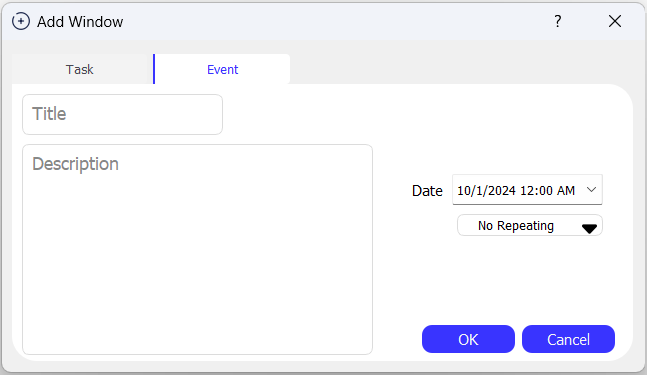 Add Window
?
Task
Event
Title
Description
Date
10/1/2024 12:00 AM
No Repeating
OK
Cancel